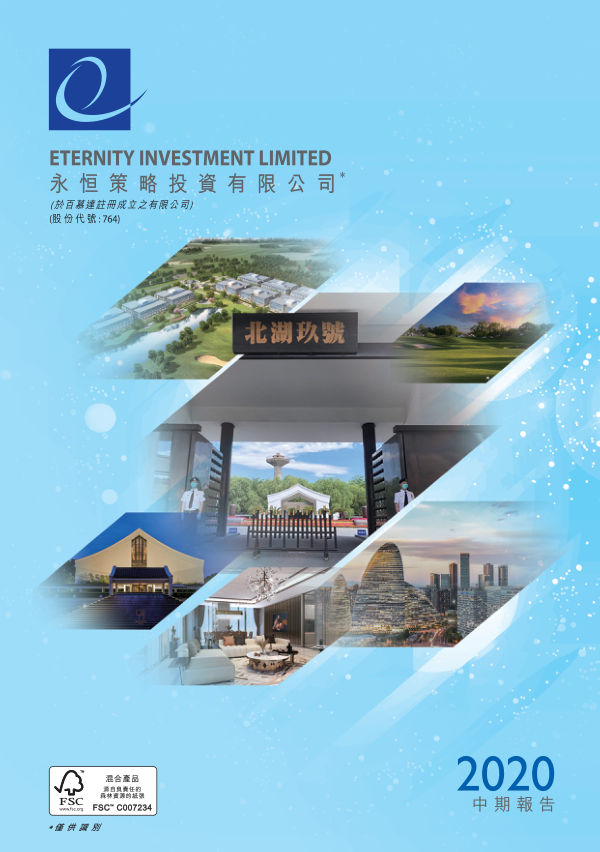 ETERNITY INVESTMENT LIMITED
永恒策略投資有限公司*
(於百慕達註冊成立之有限公司)
(股份代號:764)
北湖玖號
2020
中期報告
混合產品
源自負責任的
森林資源的紙張
FSC™ C007234
FSC
www.fsc.org
*僅供識別